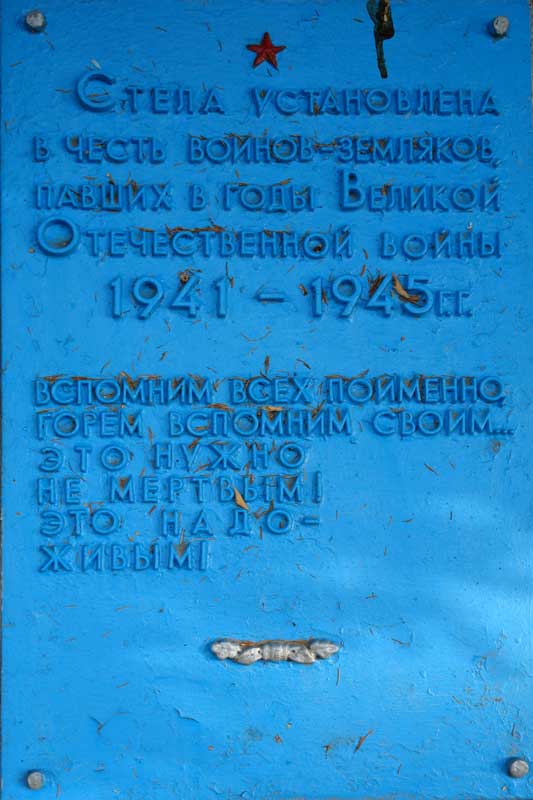 Стела установлена
в честь воинов-земляков,
павших в годы Великой
Отечественной войны
1941 – 1945 г.г.
ВСПОМНИМ ВСЕХ ПОИМЕННО,
ГОРЕМ ВСПОМНИМ СВОИМ...
ЭТО НУЖНО
НЕ МЕРТВЫМ!
ЭТО НАДО-
ЖИВЫМ!